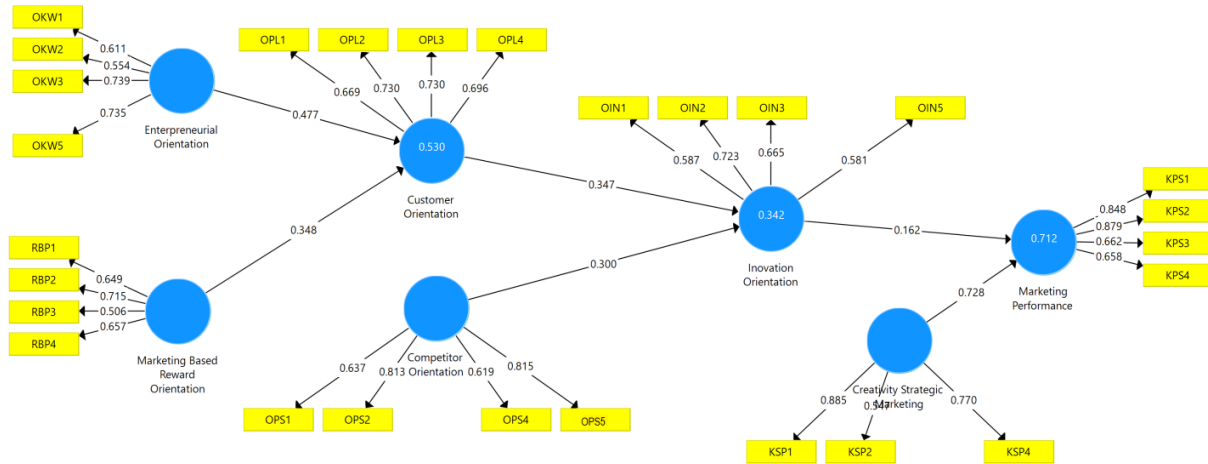 OKW1
0.611
OKW2
0.554
OKW3
0.739
OKW5
0.735
Enterpreneurial
Orientation
0.477
OPL1
OPL2
OPL3
OPL4
0.669
0.730
0.730
0.696
0.530
Customer
Orientation
0.347
RBP1
0.649
RBP2
0.715
RBP3
0.506
RBP4
0.657
Marketing Based
Reward
Orientation
0.348
Competitor
Orientation
0.300
0.637
0.813
0.619
0.815
OPS1
OPS2
OPS4
OPS5
OIN1
OIN2
OIN3
OIN5
0.587
0.723
0.665
0.581
0.342
Inovation
Orientation
0.162
KPS1
0.848
KPS2
0.879
KPS3
0.662
KPS4
0.658
0.712
Marketing
Performance
0.728
Creativity Strategic
Marketing
0.885
0.547
0.770
KSP1
KSP2
KSP4